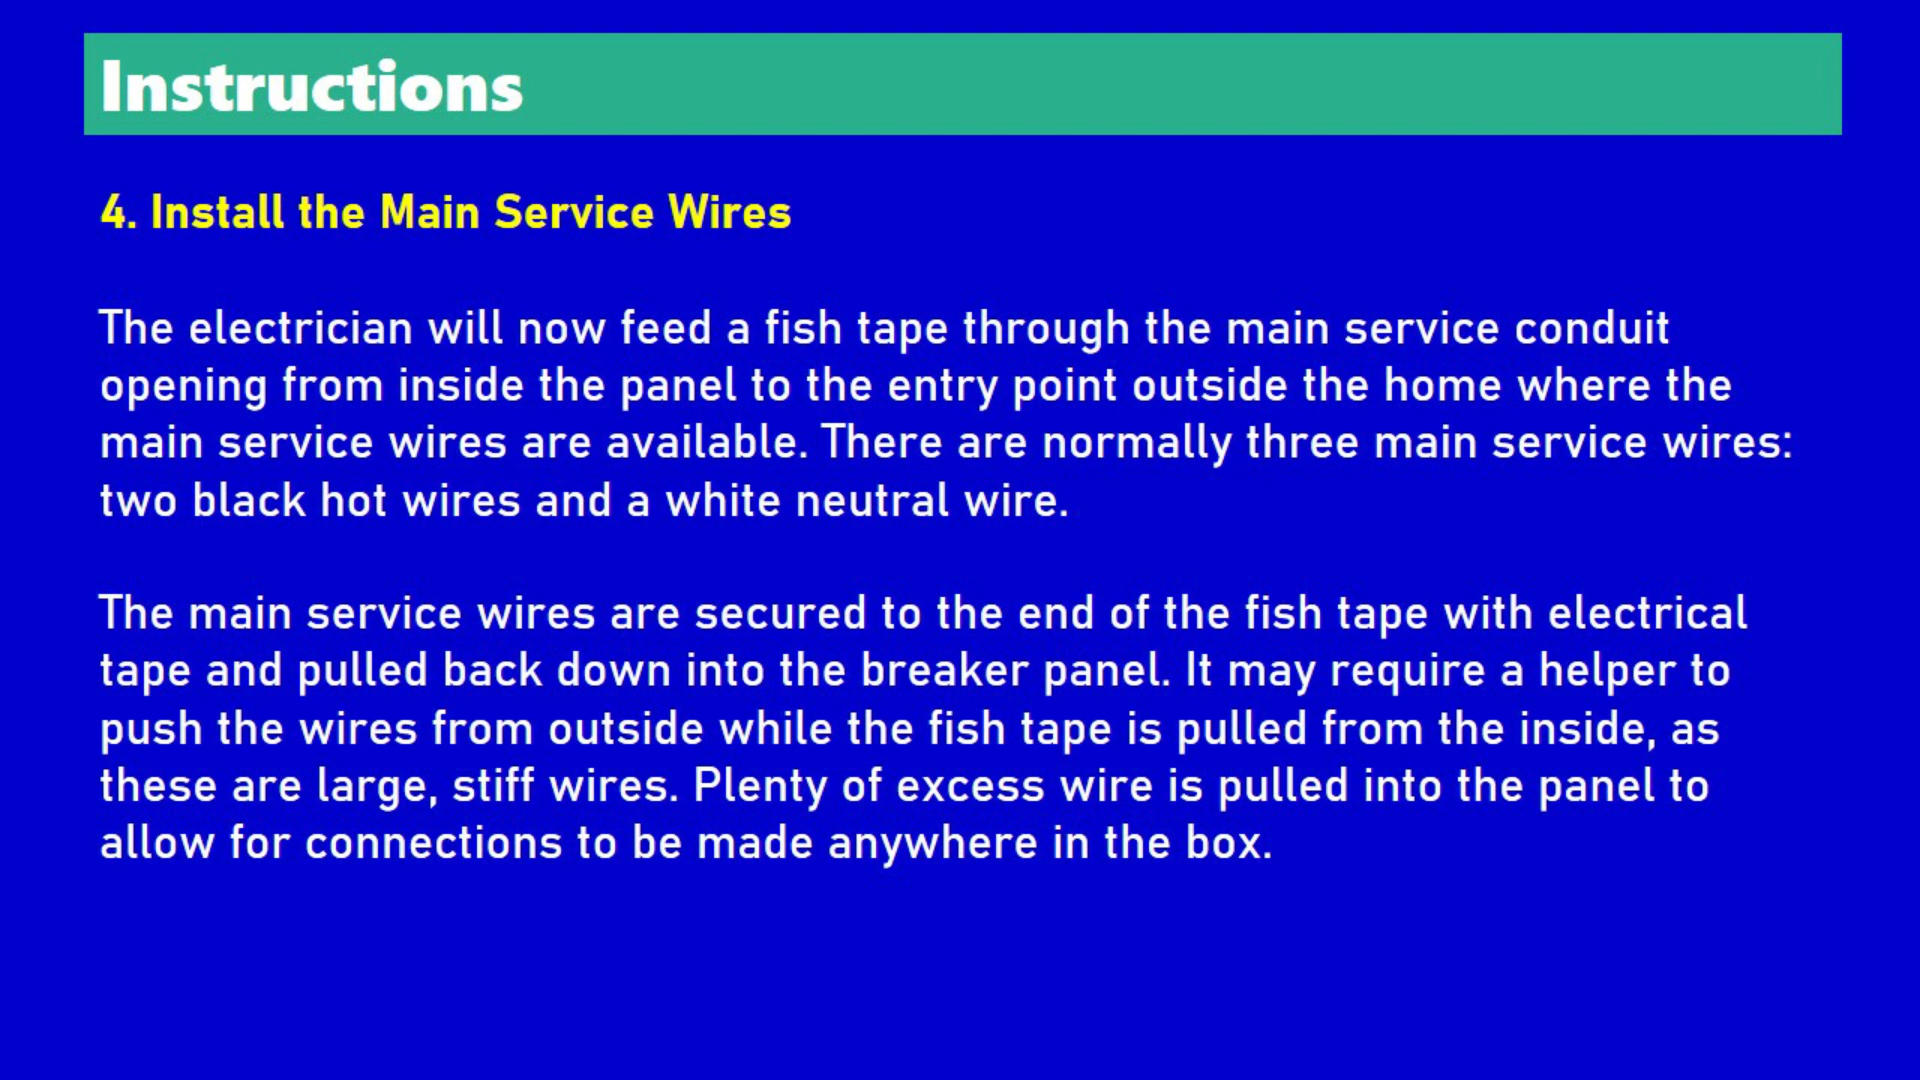 Instructions
4. Install the Main Service Wires
The electrician will now feed a fish tape through the main service conduit
opening from inside the panel to the entry point outside the home where the
main service wires are available. There are normally three main service wires:
two black hot wires and a white neutral wire.
The main service wires are secured to the end of the fish tape with electrical
tape and pulled back down into the breaker panel. It may require a helper to
push the wires from outside while the fish tape is pulled from the inside, as
these are large, stiff wires. Plenty of excess wire is pulled into the panel to
allow for connections to be made anywhere in the box.